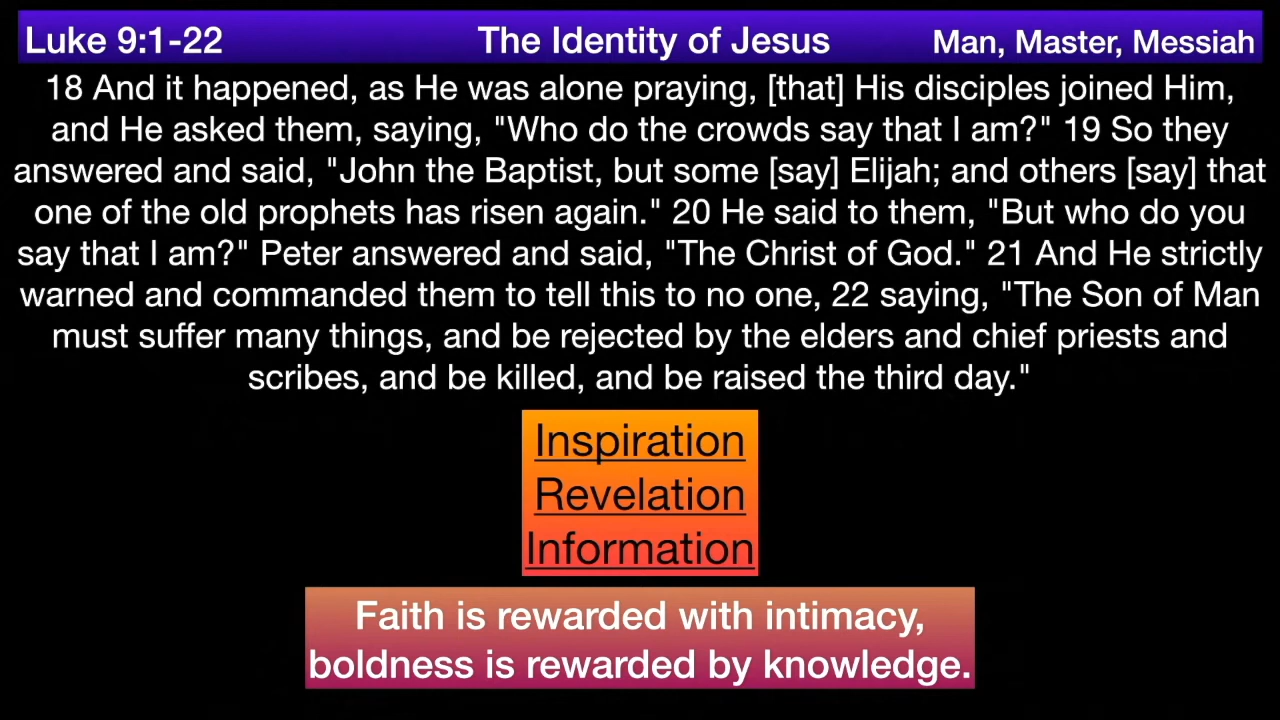 Luke 9:1-22 The Identity of Jesus Man, Master, Messiah
18 And it happened, as He was alone praying, [that] His disciples joined Him,
and He asked them, saying, "Who do the crowds say that I am?" 19 So they
answered and said, "John the Baptist, but some [say] Elijah; and others [say] that
one of the old prophets has risen again." 20 He said to them, "But who do you
say that I am?" Peter answered and said, "The Christ of God." 21 And He strictly
warned and commanded them to tell this to no one, 22 saying, "The Son of Man
must suffer many things, and be rejected by the elders and chief priests and
scribes, and be killed, and be raised the third day."
Inspiration
Revelation
Information
Faith is rewarded with intimacy,
boldness is rewarded by knowledge.